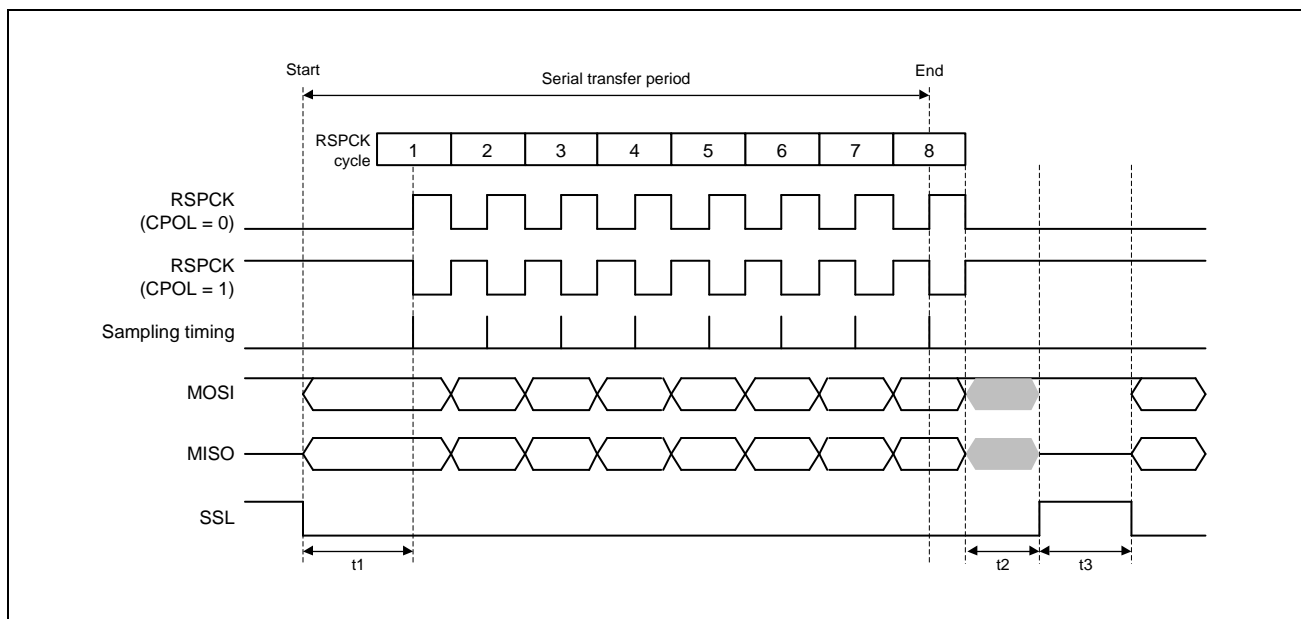 Start
End
Serial transfer period
RSPCK
cycle
1 2 3 4 5 6 7 8
RSPCK
(CPOL = 0)
RSPCK
(CPOL = 1)
Sampling timing
MOSI
MISO
SSL
t1
t2
t3